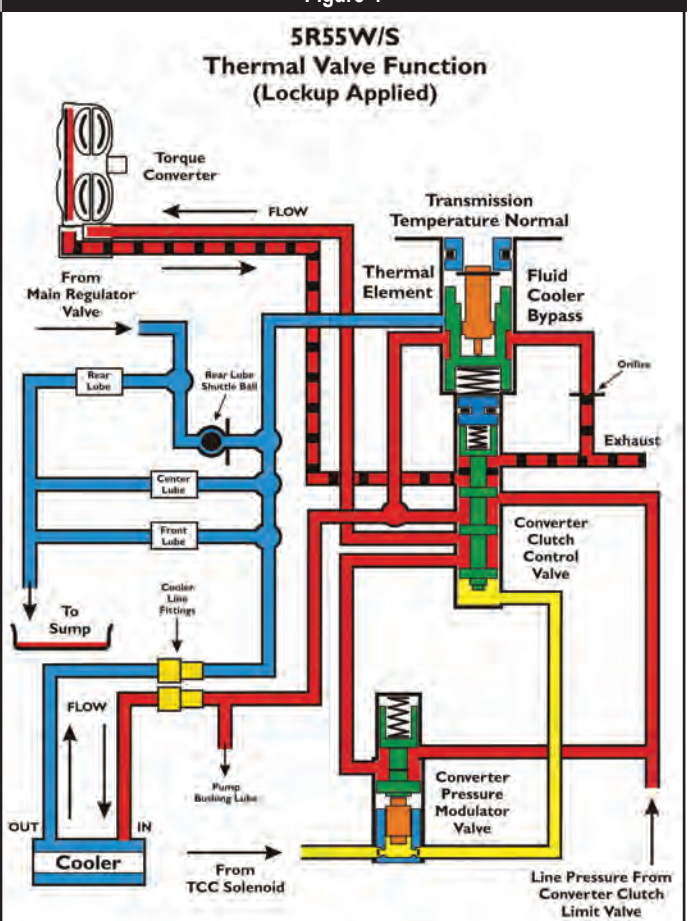 5R55W/S
Thermal Valve Function
(Lockup Applied)
Torque
Converter
FLOW
Transmission
Temperature Normal
Thermal
Element
Fluid
Cooler
Bypass
From
Main Regulator
Valve
Rear
Lube
Rear Lube
Shuttle Ball
Orifice
Exhaust
Center
Lube
Front
Lube
Converter
Clutch
Control
Valve
To
Sump
Cooler
Line
Fittings
FLOW
Pump
Bushing Lube
Converter
Pressure
Modulator
Valve
OUT
IN
Cooler
From
TCC Solenoid
Line Pressure From
Converter Clutch
Limit Valve